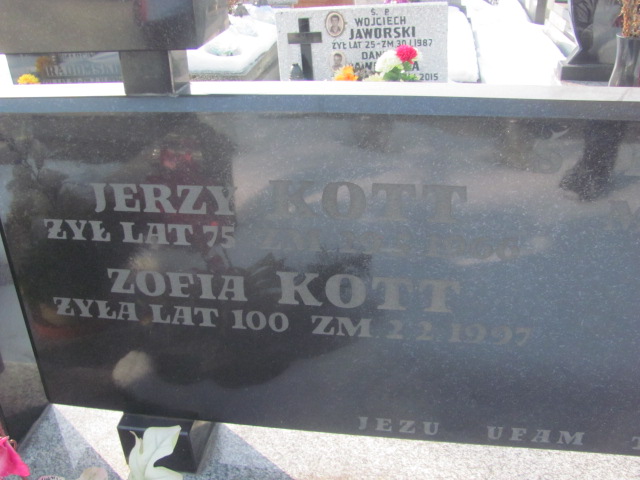 Ś. P.
WOJCIECH
JAWORSKI
ŻYŁ LAT 25-ZM.30.I.1987
2015
JERZY KOTT
ŻYŁ LAT 75
ZOFIA KOTT
ŻYŁA LAT 100 ZM. 2.2.1997
JEZU UFAM